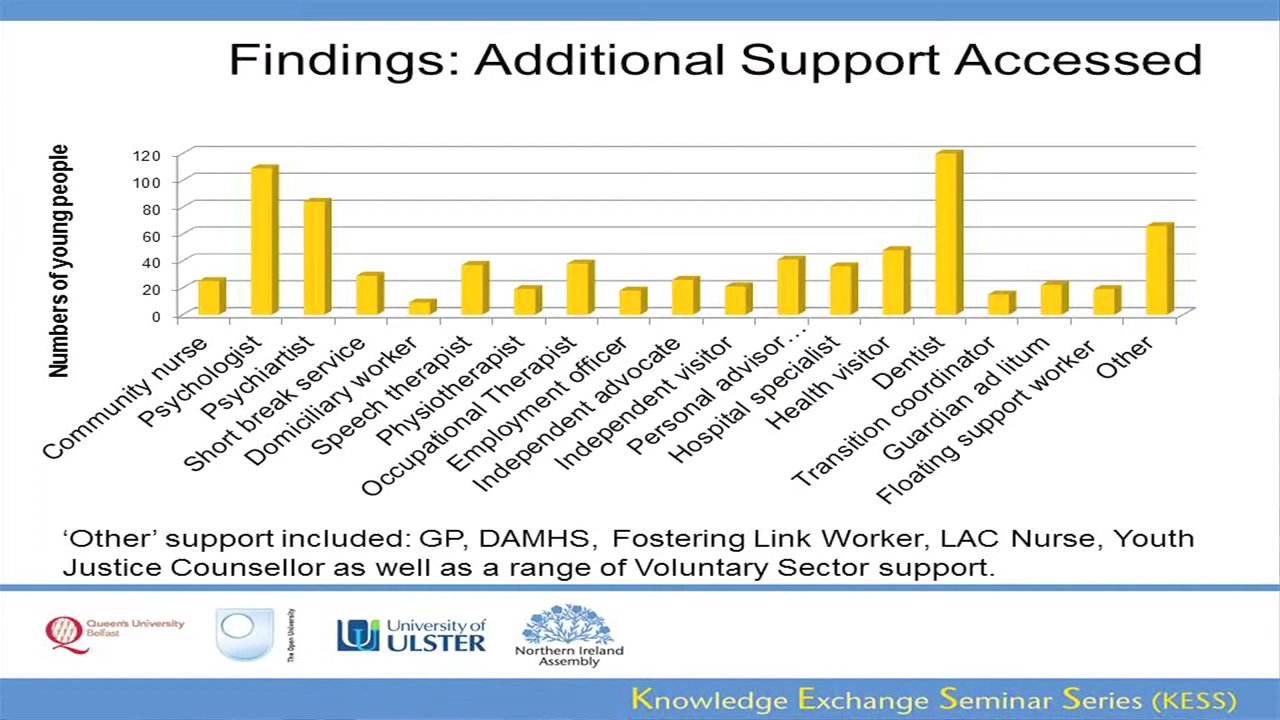 Findings: Additional Support Accessed
Numbers of young people
120
100
80
60
40
20
0
Community nurse
Psychologist
Psychiartist
Short break service
Domiciliary worker
Speech therapist
Physiotherapist
Occupational Therapist
Employment officer
Independent advocate
Independent visitor
Personal advisor…
Hospital specialist
Health visitor
Dentist
Transition coordinator
Guardian ad litum
Floating support worker
Other
‘Other’ support included: GP, DAMHS, Fostering Link Worker, LAC Nurse, Youth
Justice Counsellor as well as a range of Voluntary Sector support.
Queen's University
Belfast
The Open University
University of
ULSTER
Northern Ireland
Assembly
Knowledge Exchange Seminar Series (KESS)